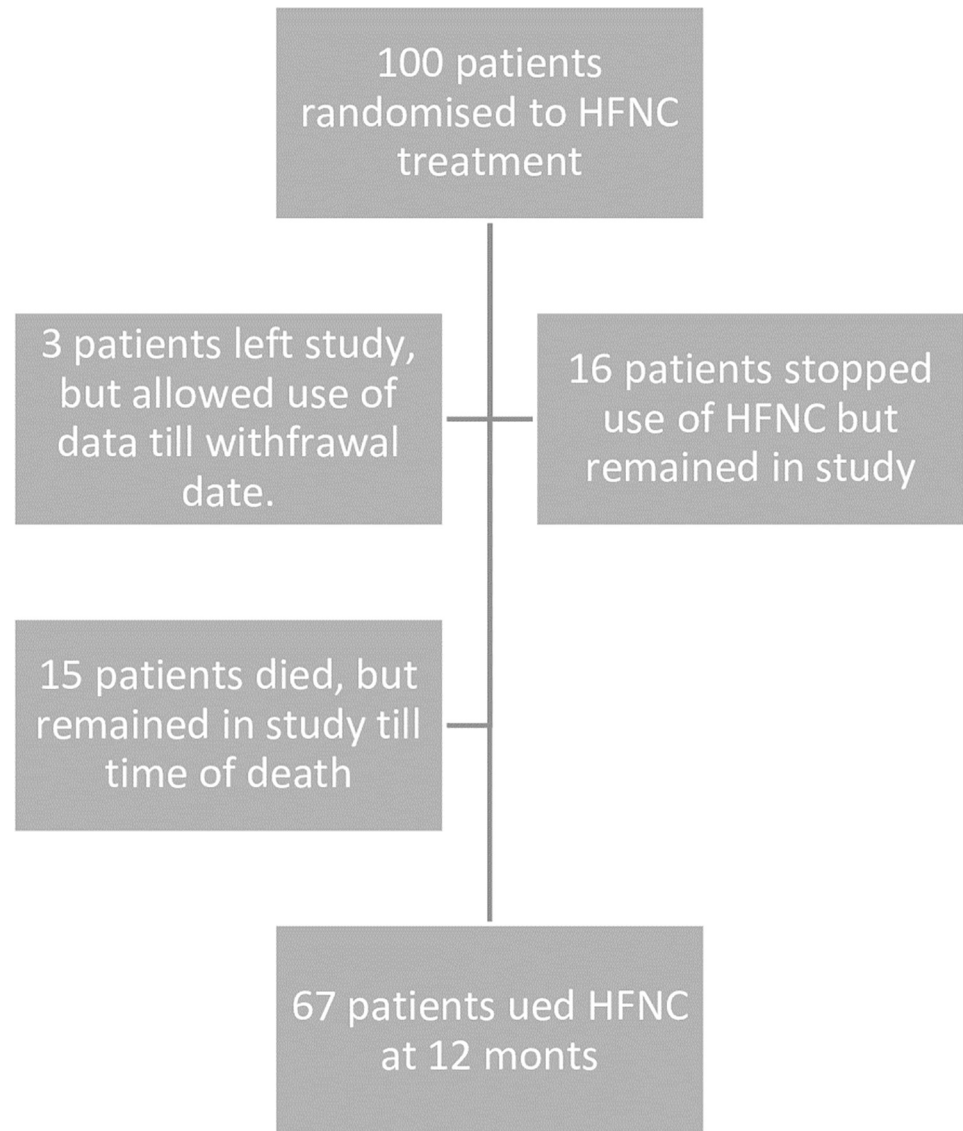 100 patients
randomised to HFNC
treatment
3 patients left study,
but allowed use of
data till withfrawal
date.
16 patients stopped
use of HFNC but
remained in study
15 patients died, but
remained in study till
time of death
67 patients ued HFNC
at 12 monts